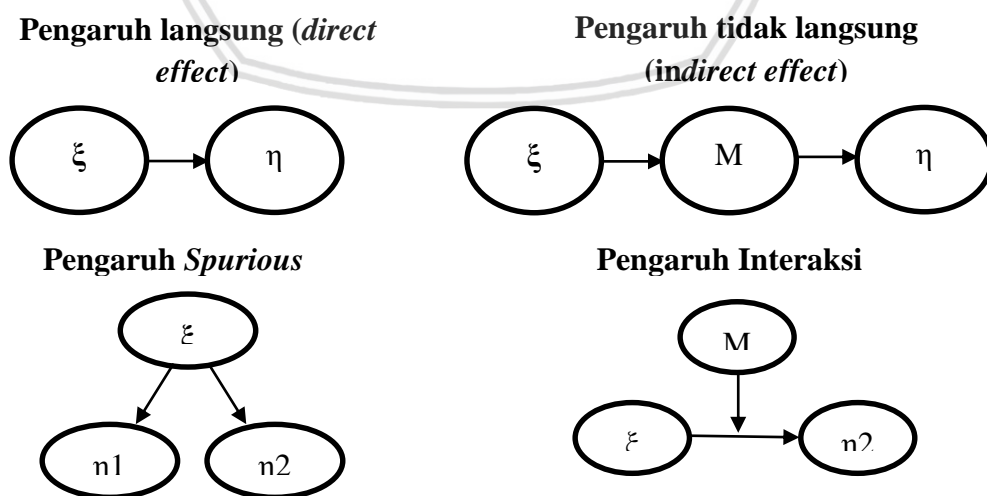 Pengaruh langsung (direct
effect)
Pengaruh tidak langsung
(indirect effect)
ξ
η
ξ
M
η
Pengaruh Spurious
Pengaruh Interaksi
ξ
η1
η2
M
ξ
η2